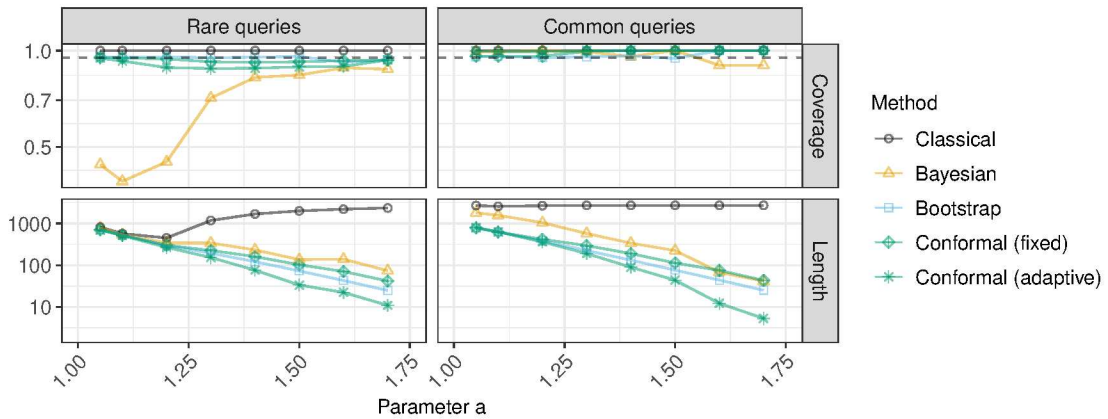 Rare queries
Common queries
1.0
0.7
0.5
Coverage
1000
100
10
Length
1.00
1.25
1.50
1.75
1.00
1.25
1.50
1.75
Parameter a
Method
Classical
Bayesian
Bootstrap
Conformal (fixed)
Conformal (adaptive)